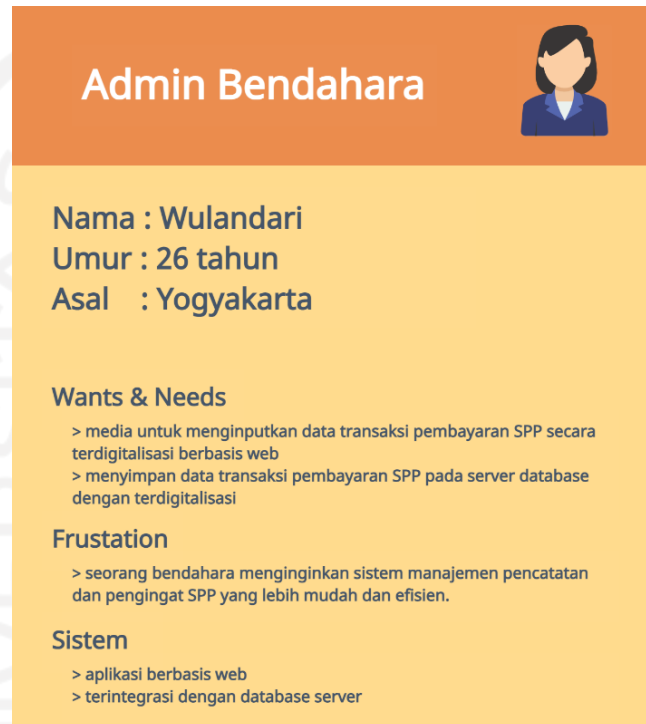 Admin Bendahara
Nama : Wulandari
Umur : 26 tahun
Asal : Yogyakarta
Wants & Needs
> media untuk menginputkan data transaksi pembayaran SPP secara
terdigitalisasi berbasis web
> menyimpan data transaksi pembayaran SPP pada server database
dengan terdigitalisasi
Frustation
> seorang bendahara menginginkan sistem manajemen pencatatan
dan pengingat SPP yang lebih mudah dan efisien.
Sistem
> aplikasi berbasis web
> terintegrasi dengan database server